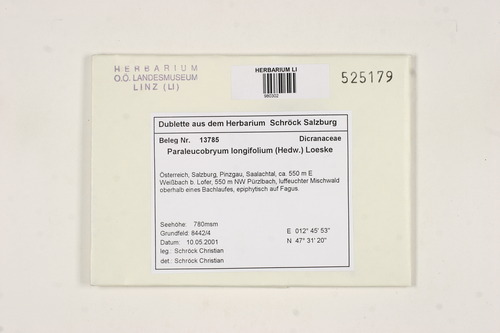 HERBARIUM
O.Ö. LANDESMUSEUM
LINZ (LI)
HERBARIUM LI
525179
Dublette aus dem Herbarium Schröck Salzburg
Beleg Nr. 13785 Dicranaceae
Paraleucobryum longifolium (Hedw.) Loeske
Österreich, Salzburg, Pinzgau, Saalachtal, ca. 550 m E
Weißbach b. Lofer, 550 m NW Pürzlbach, luffeuchter Mischwald
oberhalb eines Bachlaufes, epiphytisch auf Fagus.
Seehöhe: 780msm
Grundfeld: 8442/4 E 012° 45' 53"
Datum: 10.05.2001 N 47° 31' 20"
leg.: Schröck Christian
det.: Schröck Christian